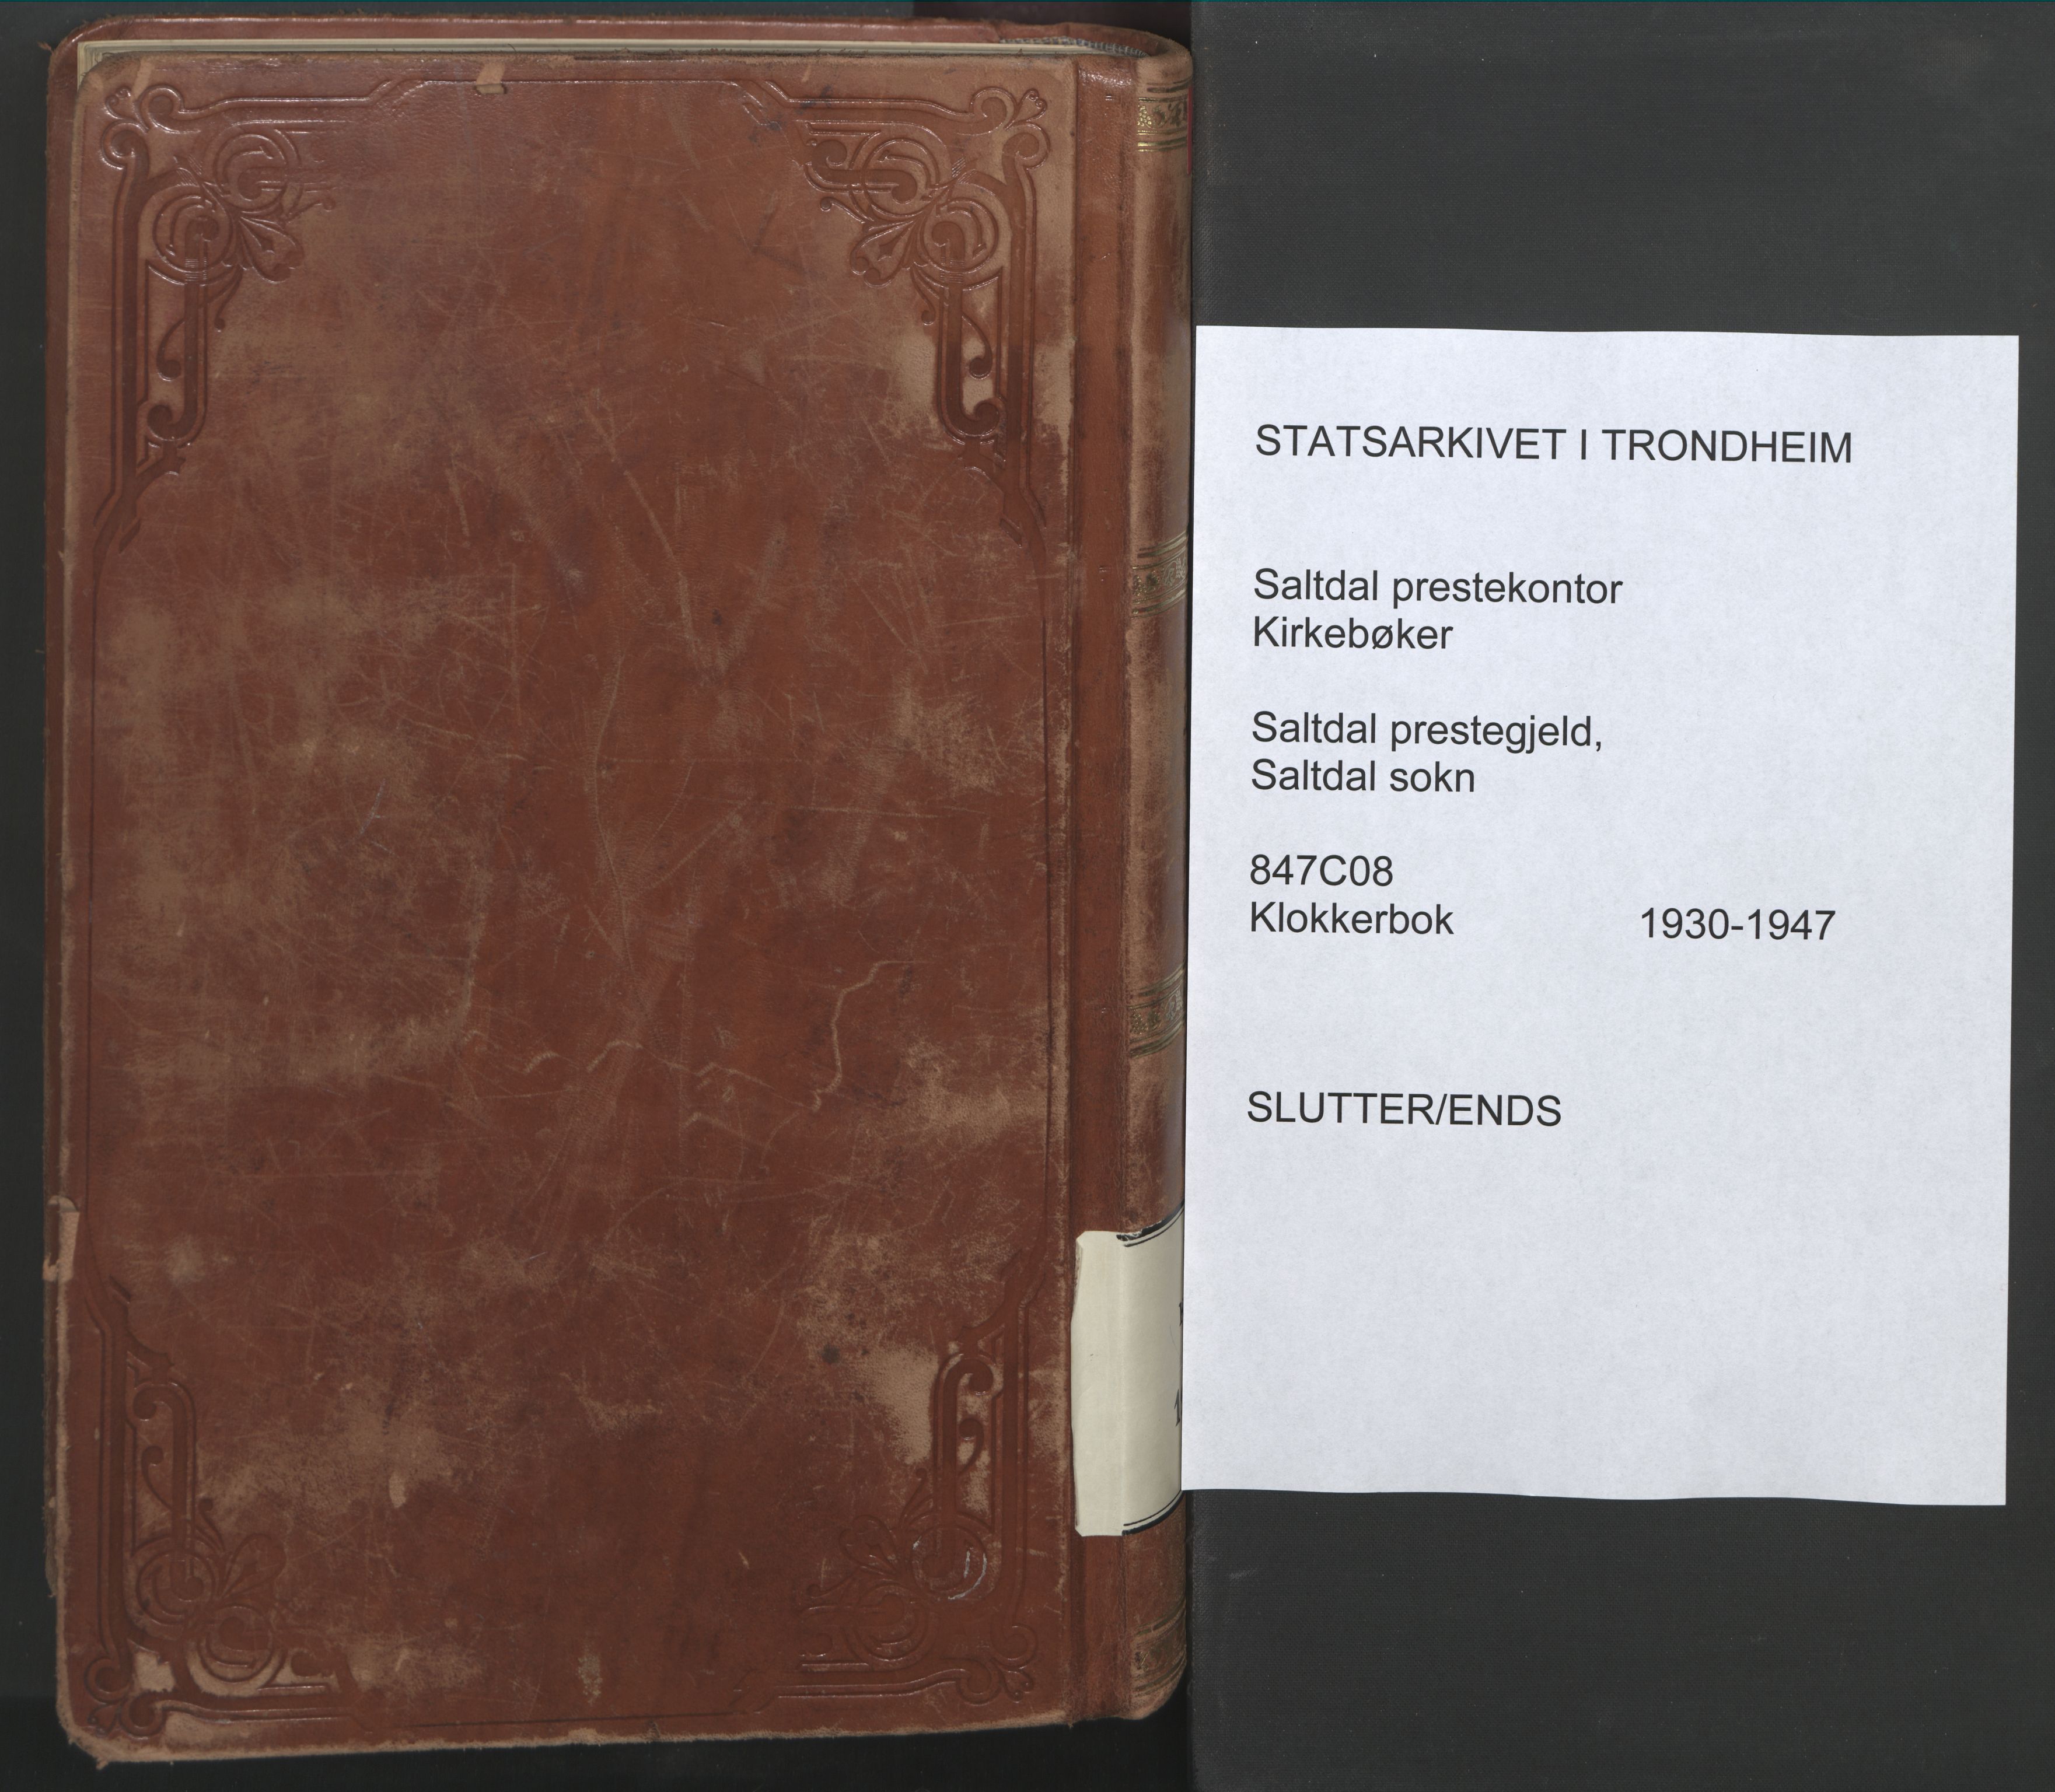 STATSARKIVET I TRONDHEIM
Saltdal prestekontor
Kirkebøker
Saltdal prestegjeld,
Saltdal sokn
847C08
Klokkerbok 1930-1947
SLUTTER/ENDS